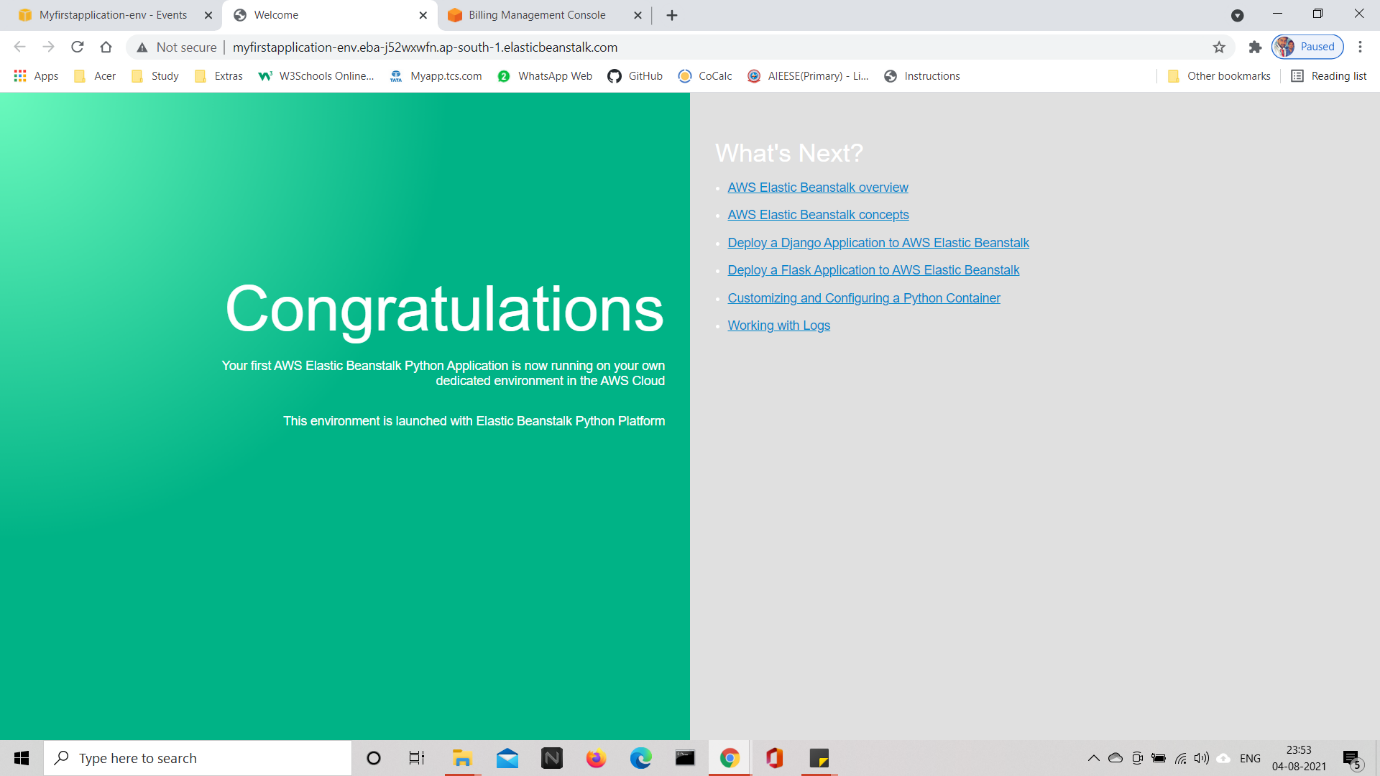 Myfirstapplication-env - Events
Welcome
Billing Management Console
Not secure
myfirstapplication-env.eba-j52wxwfn.ap-south-1.elasticbeanstalk.com
Paused
Apps
Acer
Study
Extras
W3Schools Online...
TATA
Myapp.tcs.com
2
WhatsApp Web
GitHub
CoCalc
AIEESE(Primary) - Li...
Instructions
Other bookmarks
Reading list
Congratulations
Your first AWS Elastic Beanstalk Python Application is now running on your own
dedicated environment in the AWS Cloud
This environment is launched with Elastic Beanstalk Python Platform
What's Next?
AWS Elastic Beanstalk overview
AWS Elastic Beanstalk concepts
Deploy a Django Application to AWS Elastic Beanstalk
Deploy a Flask Application to AWS Elastic Beanstalk
Customizing and Configuring a Python Container
Working with Logs
Type here to search
N
ENG
23:53
04-08-2021
5